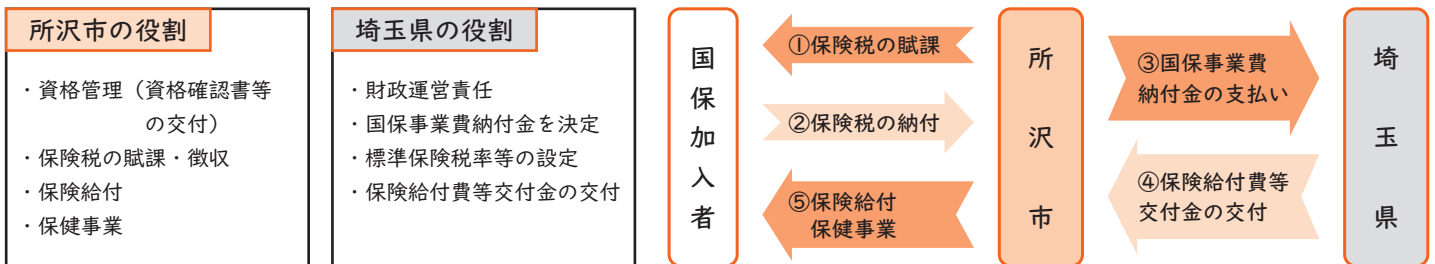 所沢市の役割
・資格管理（資格確認書等
の交付）
・保険税の賦課・徴収
・保険給付
・保健事業
埼玉県の役割
・財政運営責任
・国保事業費納付金を決定
・標準保険税率等の設定
・保険給付費等交付金の交付
国保加入者
①保険税の賦課
②保険税の納付
⑤保険給付
保健事業
所沢市
③国保事業費
納付金の支払い
④保険給付費等
交付金の交付
埼玉県